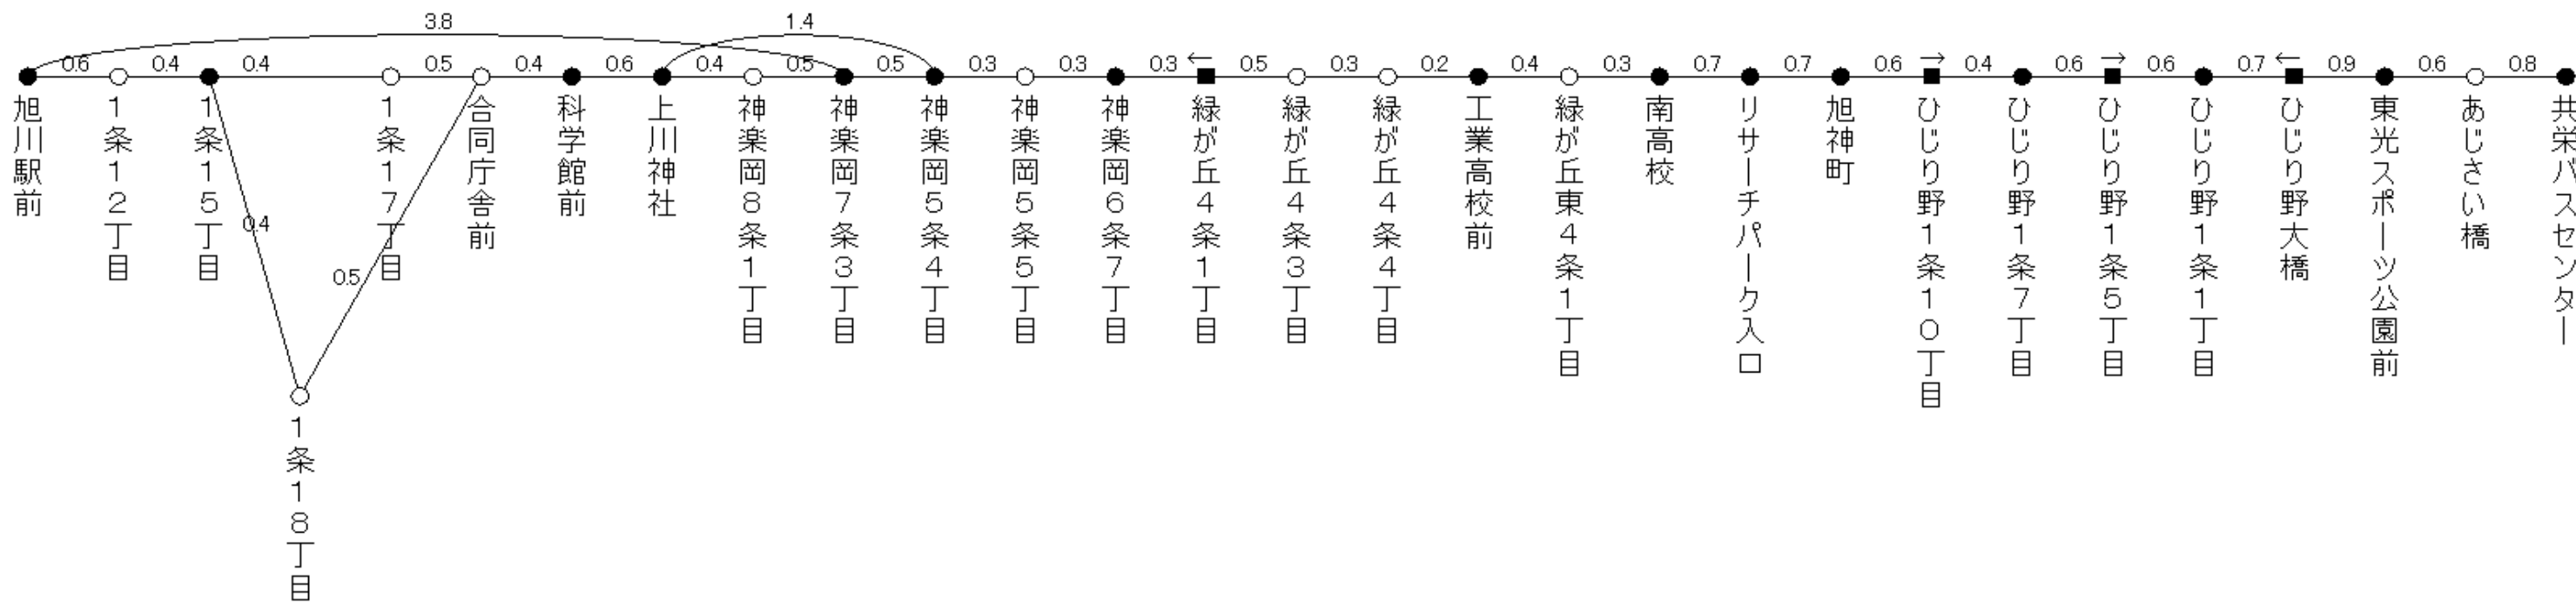 3.8
1.4
0.6 0.4 0.4 0.5 0.4 0.6 0.4 0.5 0.5 0.3 0.3 0.3 ← 0.5 0.3 0.2 0.4 0.3 0.7 0.7 0.6 → 0.4 0.6 → 0.6 0.7 ← 0.9 0.6 0.8
旭川駅前
1条12丁目
1条15丁目
0.4
1条18丁目
0.5
1条17丁目
合同庁舎前
科学館前
上川神社
神楽岡8条1丁目
神楽岡7条3丁目
神楽岡5条4丁目
神楽岡5条5丁目
神楽岡6条7丁目
緑が丘4条1丁目
緑が丘4条3丁目
緑が丘4条4丁目
工業高校前
緑が丘東4条1丁目
南高校
リサーチパーク入口
旭神町
ひじり野1条10丁目
ひじり野1条7丁目
ひじり野1条5丁目
ひじり野1条1丁目
ひじり野大橋
東光スポーツ公園前
あじさい橋
共栄バスセンター